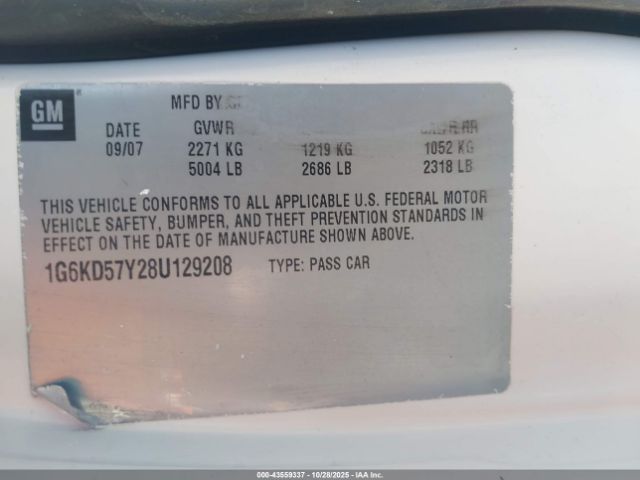 GM
MFD BY
DATE GVWR
09/07 2271 KG 1219 KG 1052 KG
5004 LB 2686 LB 2318 LB
THIS VEHICLE CONFORMS TO ALL APPLICABLE U.S. FEDERAL MOTOR
VEHICLE SAFETY, BUMPER, AND THEFT PREVENTION STANDARDS IN
EFFECT ON THE DATE OF MANUFACTURE SHOWN ABOVE.
1G6KD57Y28U129208 TYPE: PASS CAR
000-43559337 | 10/28/2025 | IAA, Inc.